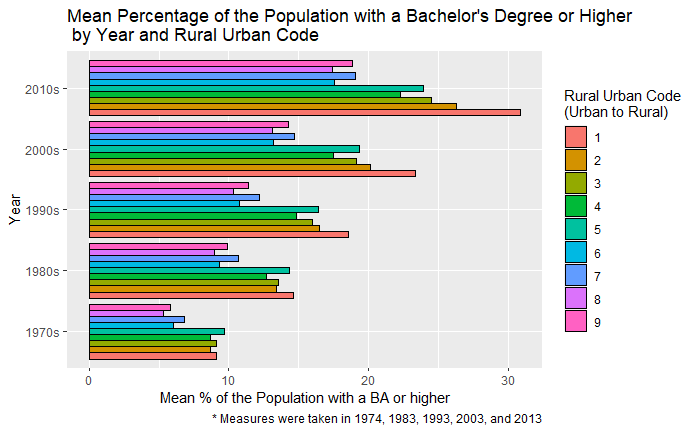 Mean Percentage of the Population with a Bachelor's Degree or Higher
by Year and Rural Urban Code
Year
2010s
2000s
1990s
1980s
1970s
0
10
20
30
Mean % of the Population with a BA or higher
* Measures were taken in 1974, 1983, 1993, 2003, and 2013
Rural Urban Code
(Urban to Rural)
1
2
3
4
5
6
7
8
9